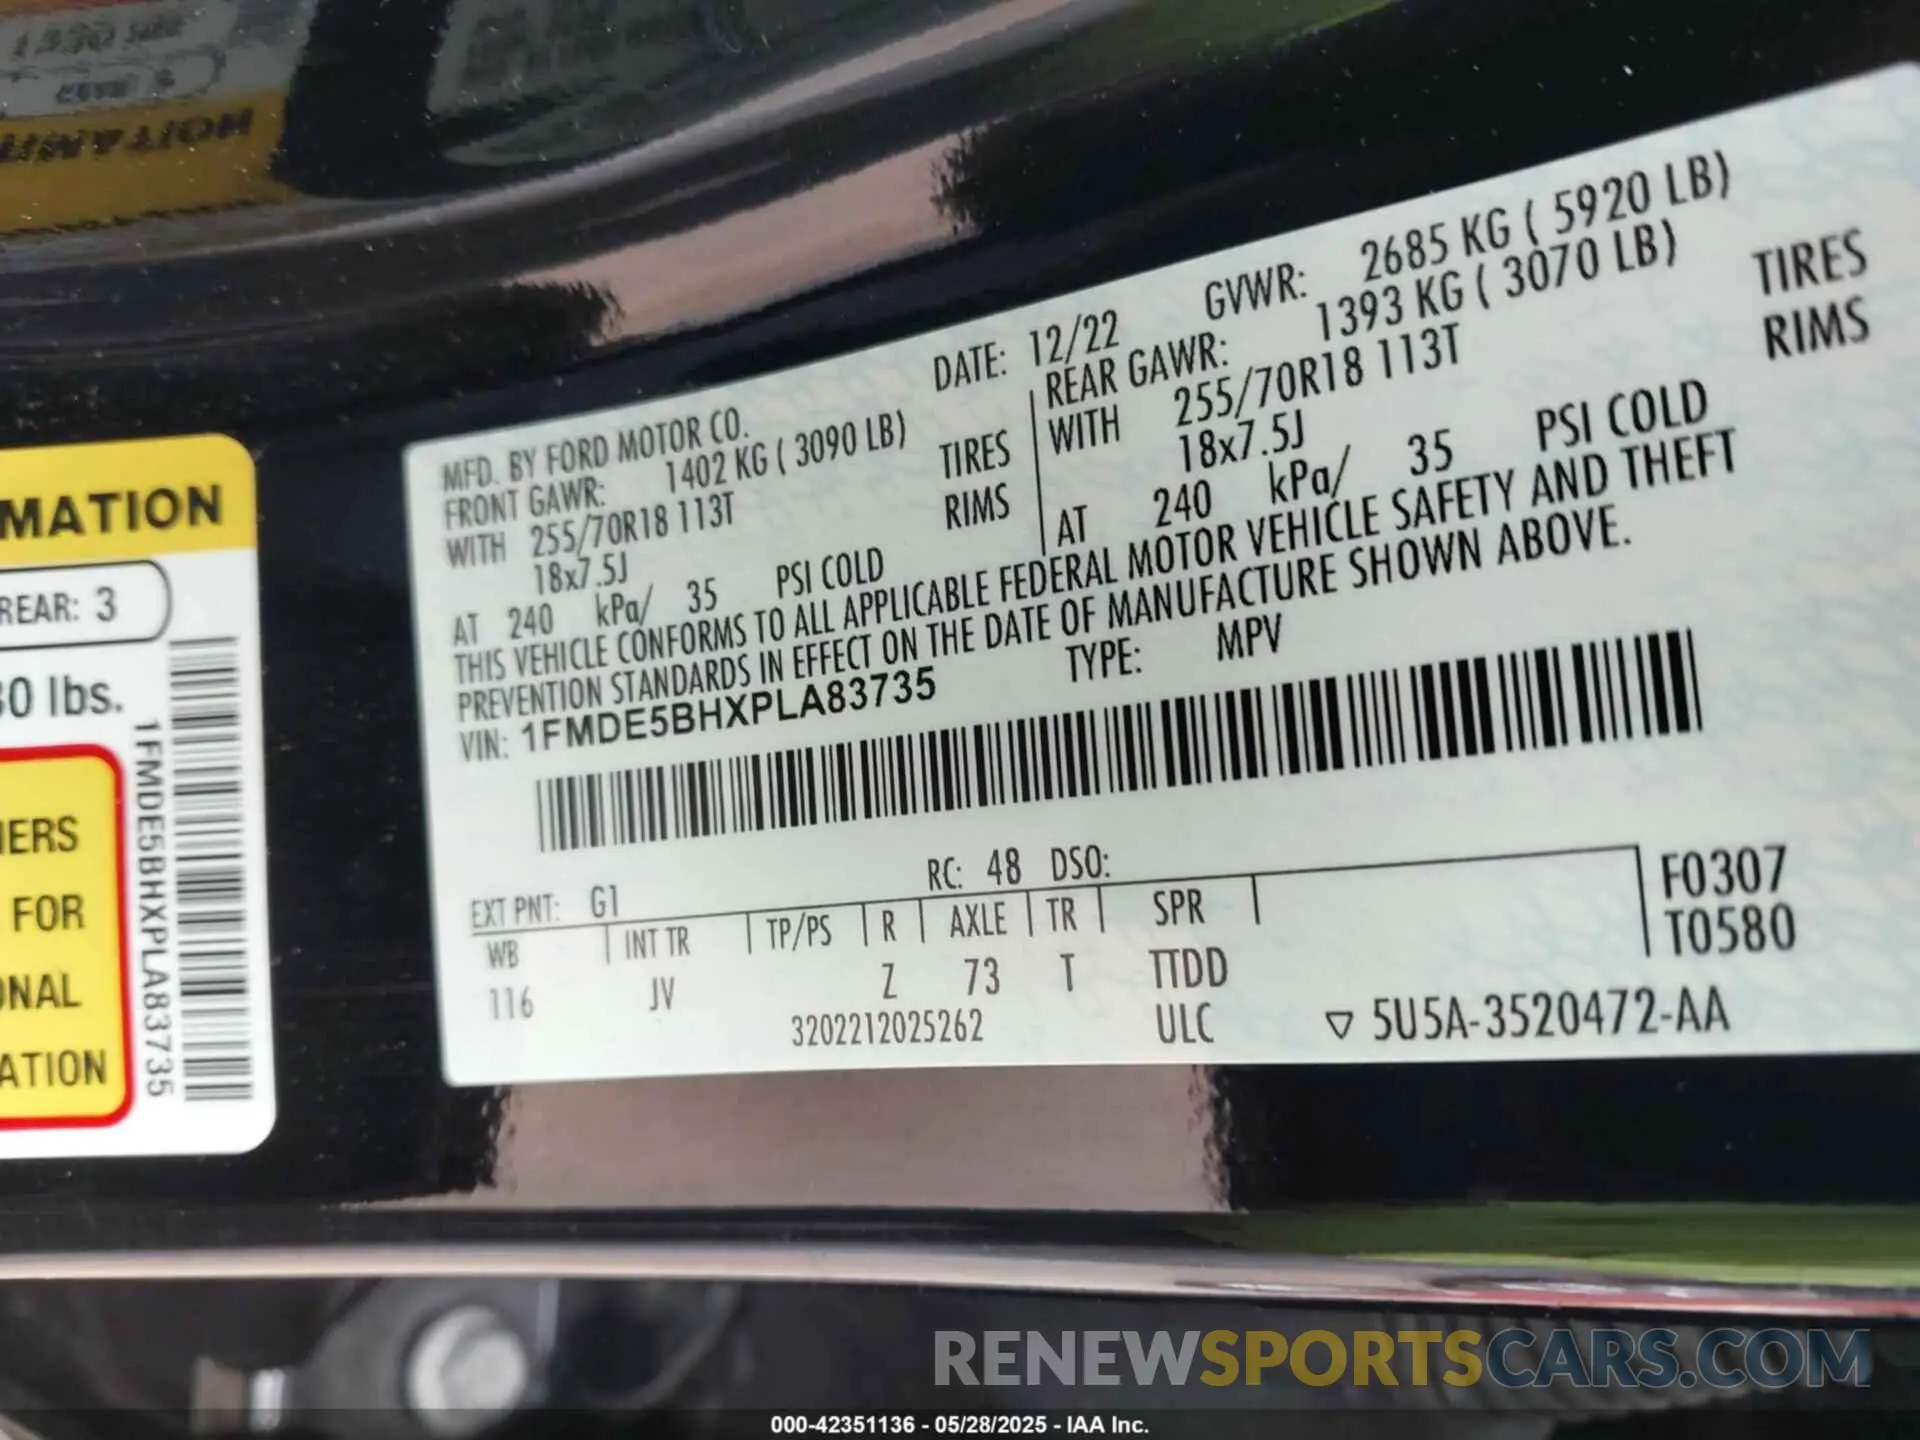 MATION
REAR: 3
30 lbs.
1FMDE5BHXPLA83735
FOR
ATION
MFD. BY FORD MOTOR CO.
DATE: 12/22
GVWR: 2685 KG ( 5920 LB)
FRONT GAWR: 1402 KG ( 3090 LB)
REAR GAWR: 1393 KG ( 3070 LB)
WITH 255/70R18 113T TIRES
WITH 255/70R18 113T TIRES
18x7.5J RIMS
18x7.5J RIMS
AT 240 kPa/ 35 PSI COLD
AT 240 kPa/ 35 PSI COLD
THIS VEHICLE CONFORMS TO ALL APPLICABLE FEDERAL MOTOR VEHICLE SAFETY AND THEFT
PREVENTION STANDARDS IN EFFECT ON THE DATE OF MANUFACTURE SHOWN ABOVE.
VIN: 1FMDE5BHXPLA83735
TYPE: MPV
EXT PNT: G1 RC: 48 DSO:
WB INT TR TP/PS R AXLE TR SPR
116 JV Z 73 T TTDD
3202212025262 ULC
F0307
T0580
▽ 5U5A-3520472-AA
RENEWSPORTSCARS.COM
000-42351136 - 05/28/2025 - IAA Inc.